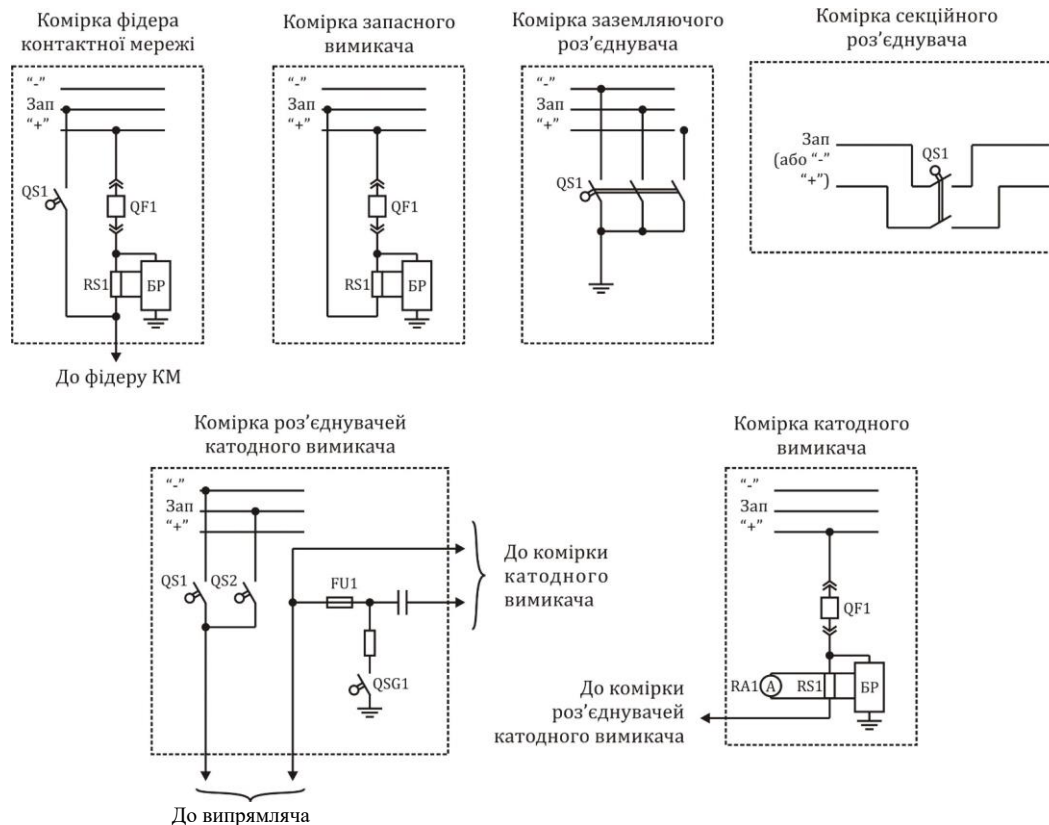 Комірка фідера
контактної мережі
“-”
Зап
“+”
QS1
QF1
RS1
БР
До фідеру КМ
Комірка запасного
вимикача
“-”
Зап
“+”
QF1
RS1
БР
Комірка заземляючого
роз’єднувача
“-”
Зап
“+”
QS1
Комірка секційного
роз’єднувача
Зап
(або “-”
“+”)
QS1
Комірка роз’єднувачей
катодного вимикача
“-”
Зап
“+”
QS1
QS2
FU1
QSG1
До комірки
катодного
вимикача
До випрямляча
Комірка катодного
вимикача
“-”
Зап
“+”
QF1
RA1
A
RS1
БР
До комірки
роз’єднувачей
катодного вимикача